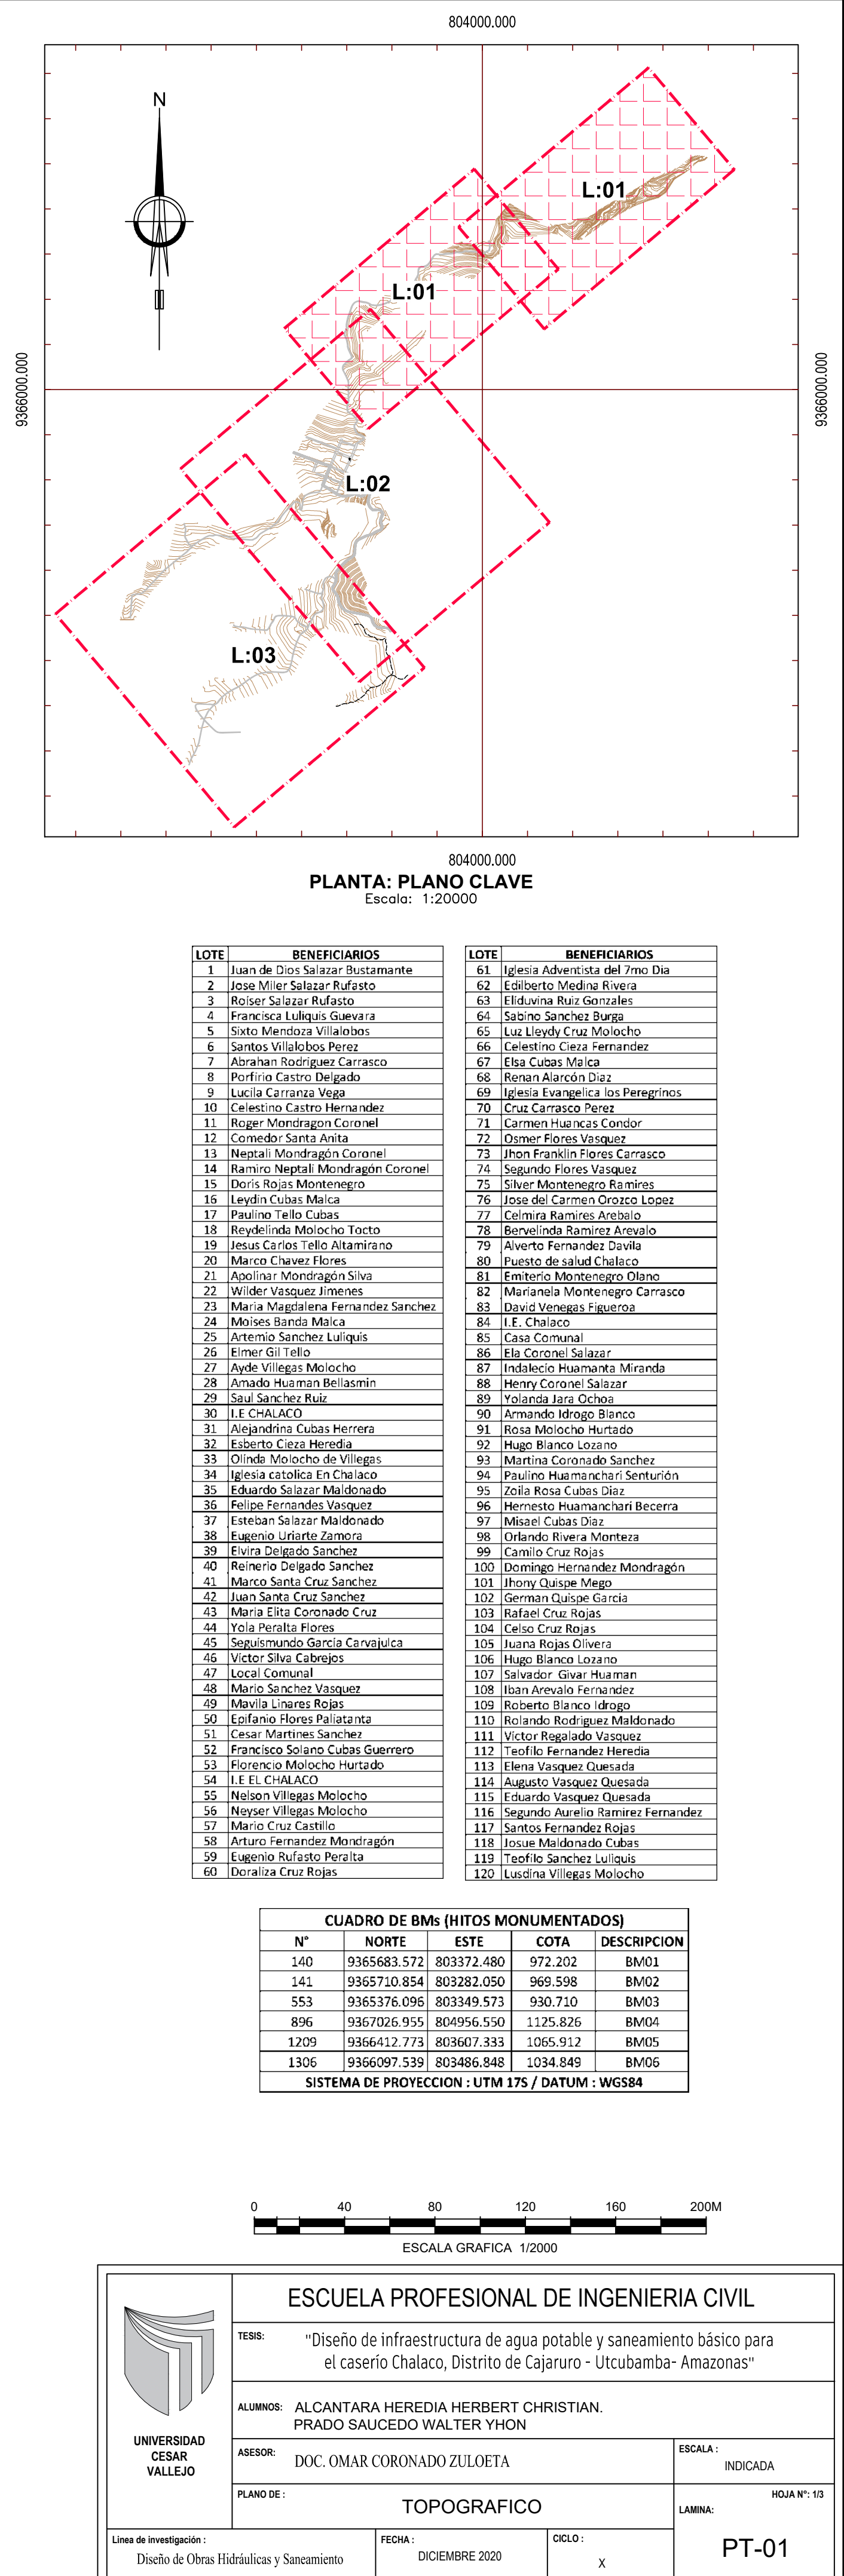 804000.000
N
L:01
L:01
9366000.000
9366000.000
L:02
L:03
804000.000
PLANTA: PLANO CLAVE
Escala: 1:20000
LOTE BENEFICIARIOS
1 Juan de Dios Salazar Bustamante
2 Jose Miler Salazar Rufasto
3 Roiser Salazar Rufasto
4 Francisca Luliquis Guevara
5 Sixto Mendoza Villalobos
6 Santos Villalobos Perez
7 Abrahan Rodriguez Carrasco
8 Porfirio Castro Delgado
9 Lucila Carranza Vega
10 Celestino Castro Hernandez
11 Roger Mondragon Coronel
12 Comedor Santa Anita
13 Neptali Mondragón Coronel
14 Ramiro Neptali Mondragón Coronel
15 Doris Rojas Montenegro
16 Leydin Cubas Malca
17 Paulino Tello Cubas
18 Reydelinda Molocho Tocto
19 Jesus Carlos Tello Altamirano
20 Marco Chavez Flores
21 Apolinar Mondragón Silva
22 Wilder Vasquez Jimenes
23 Maria Magdalena Fernandez Sanchez
24 Moises Banda Malca
25 Artemio Sanchez Luliquis
26 Elmer Gil Tello
27 Ayde Villegas Molocho
28 Amado Huaman Bellasmin
29 Saul Sanchez Ruiz
30 I.E CHALACO
31 Alejandrina Cubas Herrera
32 Esberto Cieza Heredia
33 Olinda Molocho de Villegas
34 Iglesia catolica En Chalaco
35 Eduardo Salazar Maldonado
36 Felipe Fernandes Vasquez
37 Esteban Salazar Maldonado
38 Eugenio Uriarte Zamora
39 Elvira Delgado Sanchez
40 Reinerio Delgado Sanchez
41 Marco Santa Cruz Sanchez
42 Juan Santa Cruz Sanchez
43 Maria Elita Coronado Cruz
44 Yola Peralta Flores
45 Seguismundo Garcia Carvajulca
46 Victor Silva Cabrejos
47 Local Comunal
48 Mario Sanchez Vasquez
49 Mavila Linares Rojas
50 Epifanio Flores Paliatanta
51 Cesar Martines Sanchez
52 Francisco Solano Cubas Guerrero
53 Florencio Molocho Hurtado
54 I.E EL CHALACO
55 Nelson Villegas Molocho
56 Neyser Villegas Molocho
57 Mario Cruz Castillo
58 Arturo Fernandez Mondragón
59 Eugenio Rufasto Peralta
60 Doraliza Cruz Rojas
LOTE BENEFICIARIOS
61 Iglesia Adventista del 7mo Dia
62 Edilberto Medina Rivera
63 Eliduvina Ruiz Gonzales
64 Sabino Sanchez Burga
65 Luz Lleydy Cruz Molocho
66 Celestino Cieza Fernandez
67 Elsa Cubas Malca
68 Renan Alarcón Diaz
69 Iglesia Evangelica los Peregrinos
70 Cruz Carrasco Perez
71 Carmen Huancas Condor
72 Osmer Flores Vasquez
73 Jhon Franklin Flores Carrasco
74 Segundo Flores Vasquez
75 Silver Montenegro Ramires
76 Jose del Carmen Orozco Lopez
77 Celmira Ramires Arebalo
78 Bervelinda Ramirez Arevalo
79 Alverto Fernandez Davila
80 Puesto de salud Chalaco
81 Emiterio Montenegro Olano
82 Marianela Montenegro Carrasco
83 David Venegas Figueroa
84 I.E. Chalaco
85 Casa Comunal
86 Ela Coronel Salazar
87 Indalecio Huamanta Miranda
88 Henry Coronel Salazar
89 Yolanda Jara Ochoa
90 Armando Idrogo Blanco
91 Rosa Molocho Hurtado
92 Hugo Blanco Lozano
93 Martina Coronado Sanchez
94 Paulino Huamanchari Senturión
95 Zoila Rosa Cubas Diaz
96 Hernesto Huamanchari Becerra
97 Misael Cubas Diaz
98 Orlando Rivera Monteza
99 Camilo Cruz Rojas
100 Domingo Hernandez Mondragón
101 Jhony Quispe Mego
102 German Quispe Garcia
103 Rafael Cruz Rojas
104 Celso Cruz Rojas
105 Juana Rojas Olivera
106 Hugo Blanco Lozano
107 Salvador Givar Huaman
108 Iban Arevalo Fernandez
109 Roberto Blanco Idrogo
110 Rolando Rodriguez Maldonado
111 Victor Regalado Vasquez
112 Teofilo Fernandez Heredia
113 Elena Vasquez Quesada
114 Augusto Vasquez Quesada
115 Eduardo Vasquez Quesada
116 Segundo Aurelio Ramirez Fernandez
117 Santos Fernandez Rojas
118 Josue Maldonado Cubas
119 Teofilo Sanchez Luliquis
120 Lusdina Villegas Molocho
CUADRO DE BMs (HITOS MONUMENTADOS)
N° NORTE ESTE COTA DESCRIPCION
140 9365683.572 803372.480 972.202 BM01
141 9365710.854 803282.050 969.598 BM02
553 9365376.096 803349.573 930.710 BM03
896 9367026.955 804956.550 1125.826 BM04
1209 9366412.773 803607.333 1065.912 BM05
1306 9366097.539 803486.848 1034.849 BM06
SISTEMA DE PROYECCION : UTM 17S / DATUM : WGS84
0 40 80 120 160 200M
ESCALA GRAFICA 1/2000
ESCUELA PROFESIONAL DE INGENIERIA CIVIL
TESIS: "Diseño de infraestructura de agua potable y saneamiento básico para
el caserío Chalaco, Distrito de Cajaruro - Utcubamba- Amazonas"
ALUMNOS: ALCANTARA HEREDIA HERBERT CHRISTIAN.
PRADO SAUCEDO WALTER YHON
UNIVERSIDAD
CESAR
VALLEJO
ASESOR: DOC. OMAR CORONADO ZULOETA
ESCALA :
INDICADA
PLANO DE :
TOPOGRAFICO
HOJA N°: 1/3
LAMINA:
PT-01
Linea de investigación :
Diseño de Obras Hidráulicas y Saneamiento
FECHA :
DICIEMBRE 2020
CICLO :
X